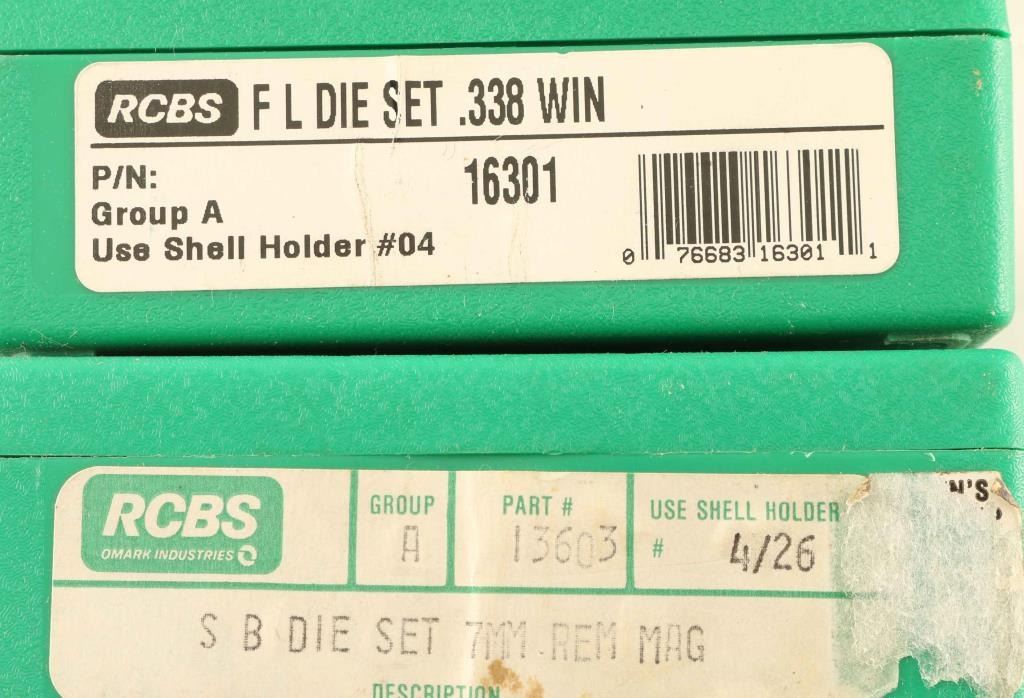 RCBS F L DIE SET .338 WIN
P/N: 16301
Group A
Use Shell Holder #04
0 76683 16301 1
RCBS
OMARK INDUSTRIES
GROUP
A
PART #
13603
USE SHELL HOLDER
# 4/26
N'S
S B DIE SET 7MM REM MAG
DESCRIPTION